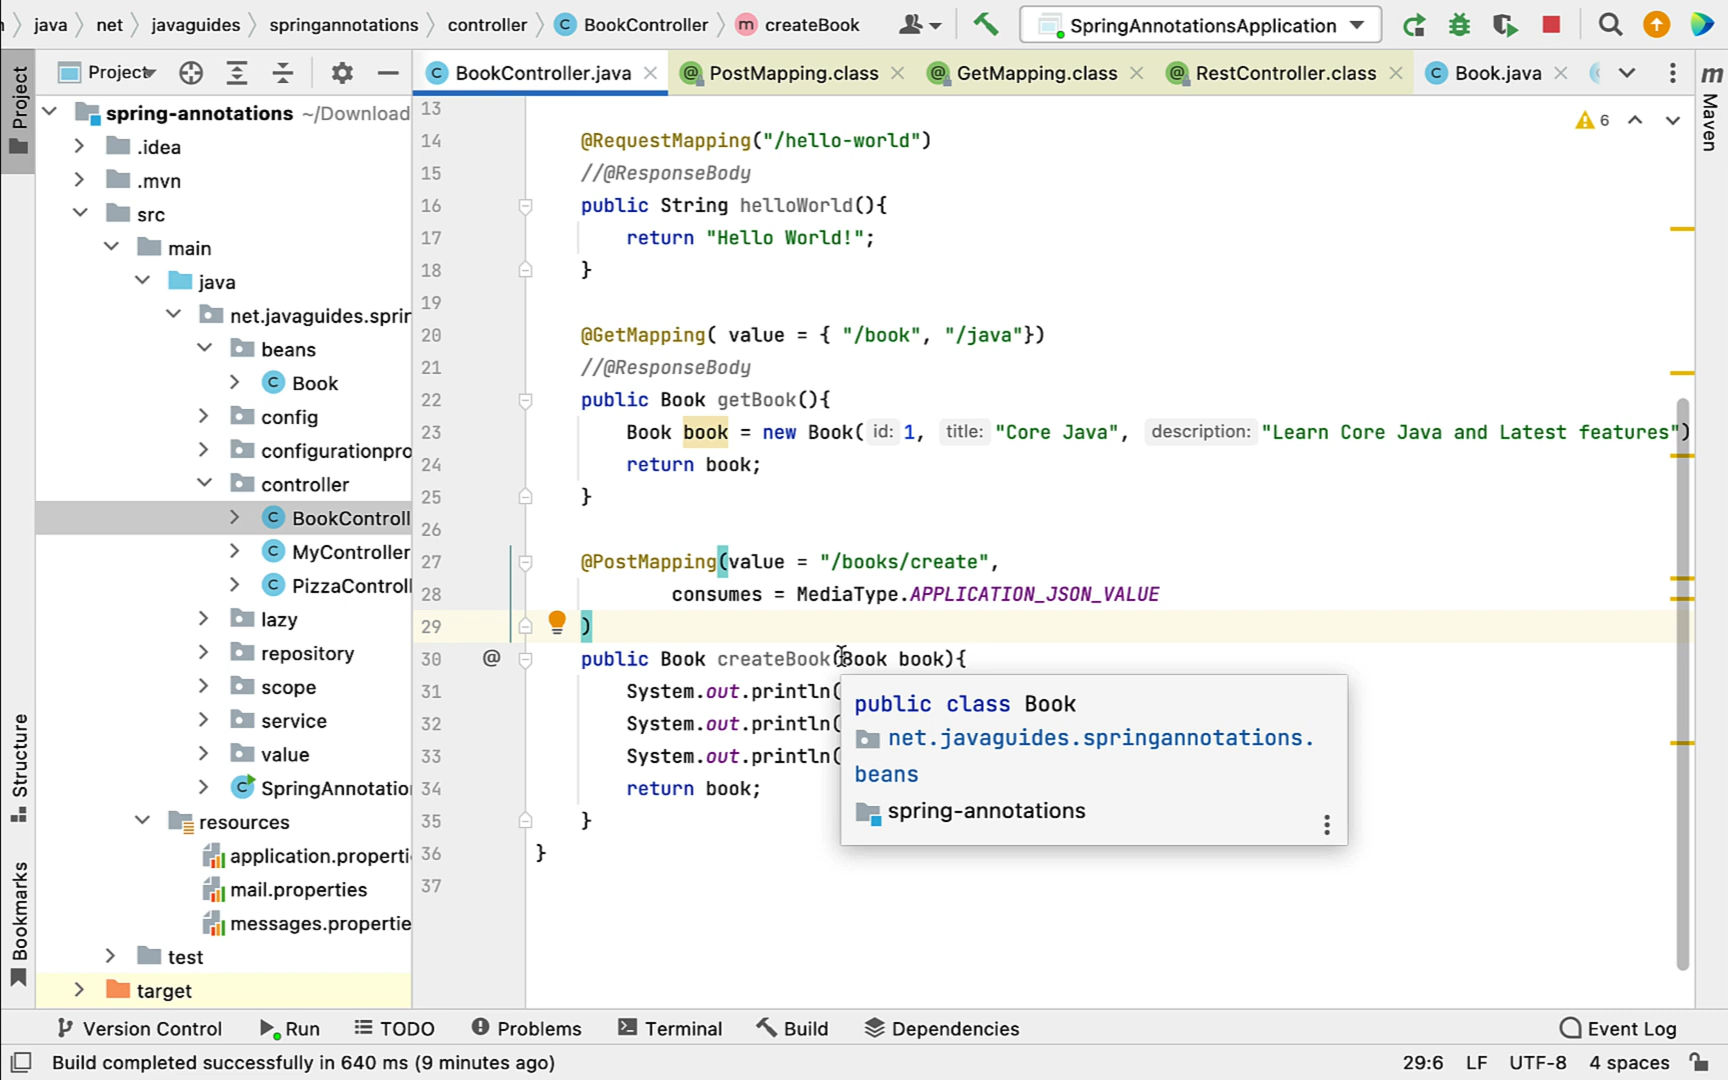 java net javaguides springannotations controller BookController createBook SpringAnnotationsApplication
Project BookController.java PostMapping.class GetMapping.class RestController.class Book.java
Project
Structure
Bookmarks
m Maven
spring-annotations ~/Download
.idea
.mvn
src
main
java
net.javaguides.sprin
beans
Book
config
configurationpro
controller
BookControll
MyController
PizzaControll
lazy
repository
scope
service
value
SpringAnnotatio
resources
application.properti
mail.properties
messages.propertie
test
target
6
13
14 @RequestMapping("/hello-world")
15 //@ResponseBody
16 public String helloWorld(){
17 return "Hello World!";
18 }
19
20 @GetMapping( value = { "/book", "/java"})
21 //@ResponseBody
22 public Book getBook(){
23 Book book = new Book( id: 1, title: "Core Java", description: "Learn Core Java and Latest features")
24 return book;
25 }
26
27 @PostMapping(value = "/books/create",
28 consumes = MediaType.APPLICATION_JSON_VALUE
29 )
30 @ public Book createBook(Book book){
31 System.out.println(
32 System.out.println(
33 System.out.println(
34 return book;
35 }
36 }
37
public class Book
net.javaguides.springannotations.
beans
spring-annotations
Version Control Run TODO Problems Terminal Build Dependencies Event Log
Build completed successfully in 640 ms (9 minutes ago) 29:6 LF UTF-8 4 spaces